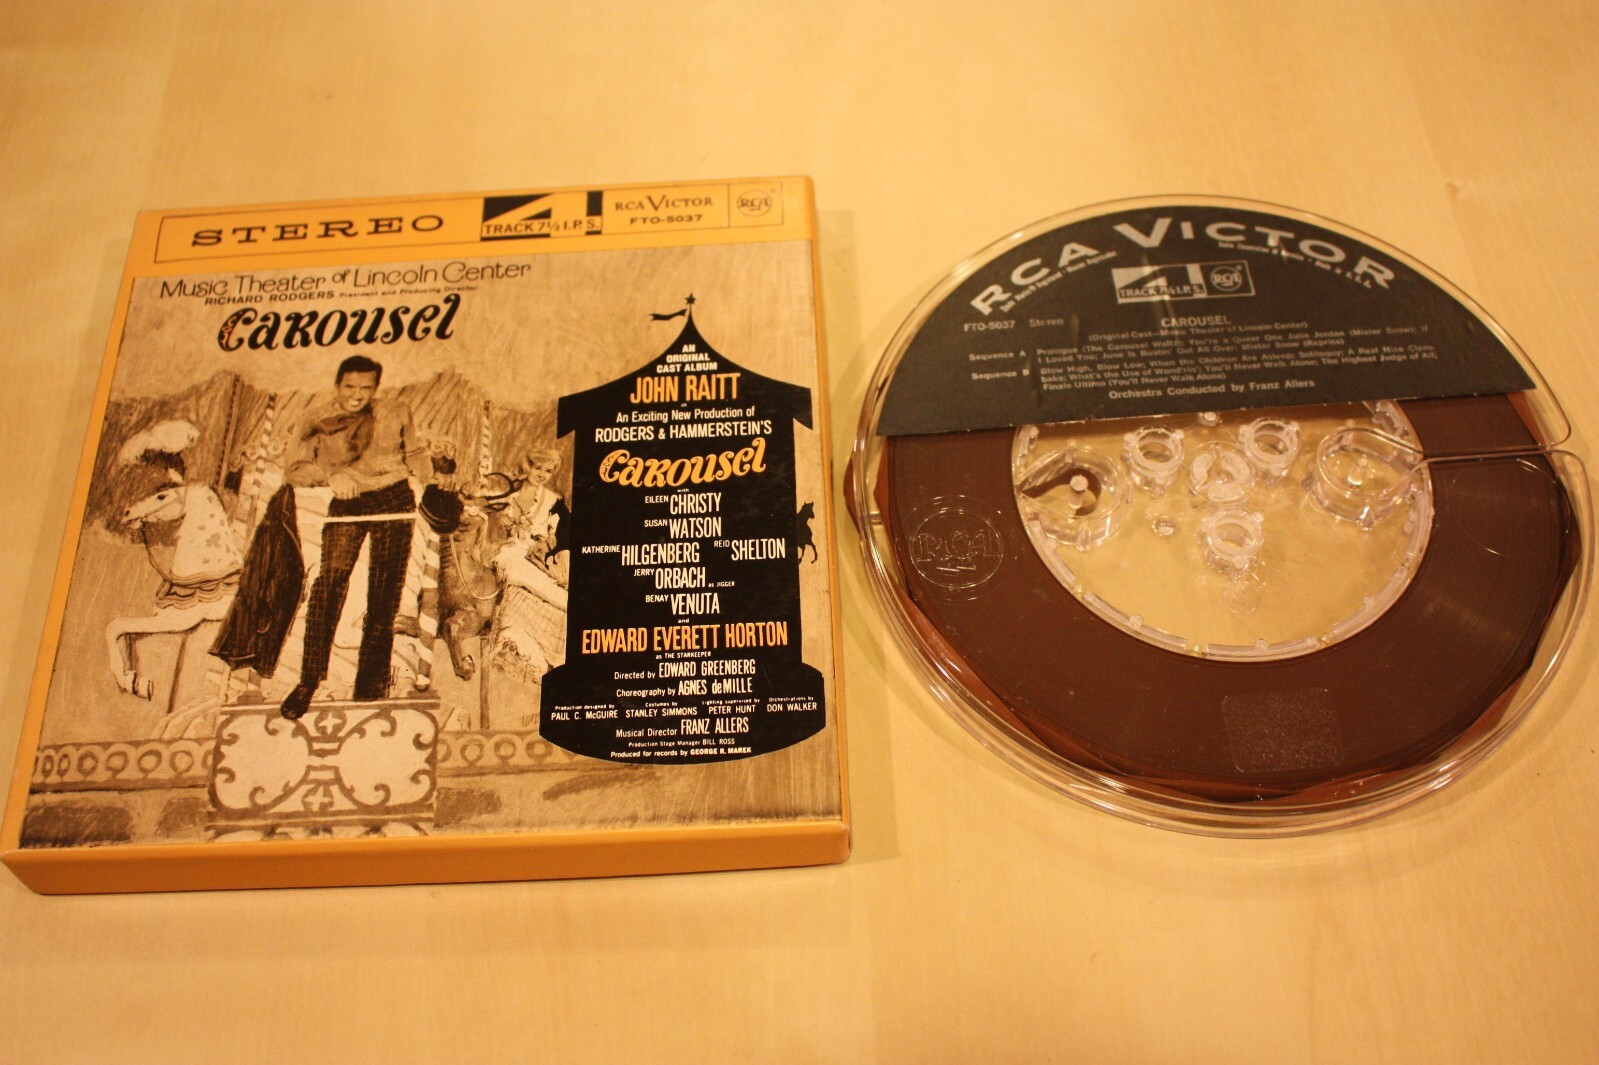 STEREO
4
TRACK 7½ I.P.S.
RCA VICTOR
FTO-5037
RCA
Music Theater of Lincoln Center
RICHARD RODGERS President and Producing Director
Carousel
AN
ORIGINAL
CAST ALBUM
JOHN RAITT
in
An Exciting New Production of
RODGERS & HAMMERSTEIN'S
Carousel
with
EILEEN CHRISTY
SUSAN WATSON
KATHERINE HILGENBERG REID SHELTON
JERRY ORBACH as JIGGER
BENAY VENUTA
and
EDWARD EVERETT HORTON
as THE STARKEEPER
Directed by EDWARD GREENBERG
Choreography by AGNES deMILLE
Production designed by PAUL C. McGUIRE
Costumes by STANLEY SIMMONS
Lighting supervised by PETER HUNT
Orchestrations by DON WALKER
Musical Director FRANZ ALLERS
Production Stage Manager BILL ROSS
Produced for records by GEORGE R. MAREK
RCA VICTOR
4
TRACK 7½ I.P.S.
RCA
FTO-5037 Stereo
CAROUSEL
(Original Cast—Music Theater of Lincoln Center)
Sequence A Prologue (The Carousel Waltz); You're a Queer One Julie Jordan (Mister Snow); If
I Loved You; June Is Bustin' Out All Over; Mister Snow (Reprise)
Sequence B Blow High, Blow Low; When the Children Are Asleep; Soliloquy; A Real Nice Clam-
bake; What's the Use of Wond'rin'; You'll Never Walk Alone; The Highest Judge of All;
Finale Ultimo (You'll Never Walk Alone)
Orchestra Conducted by Franz Allers
RCA